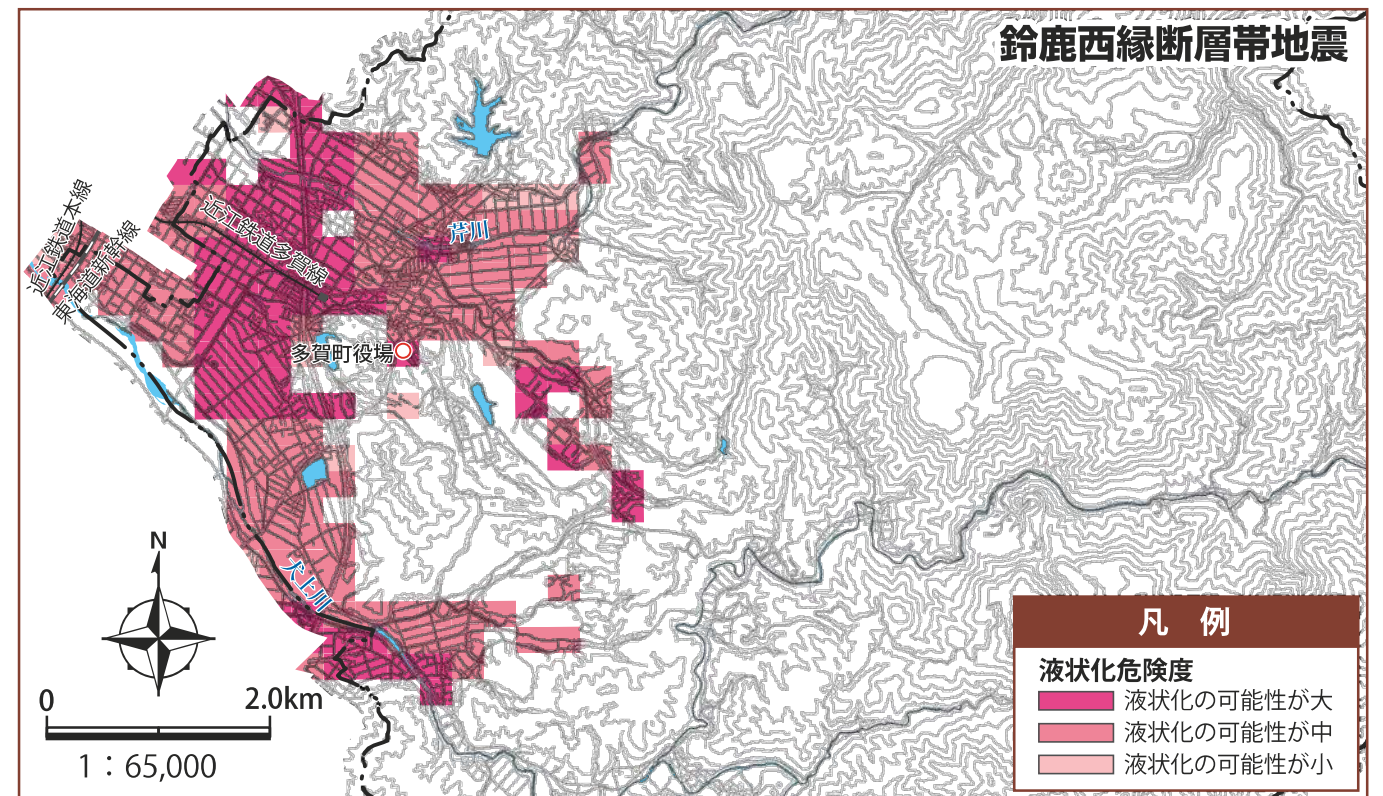 鈴鹿西縁断層帯地震
近江鉄道本線
東海道新幹線
近江鉄道多賀線
芹川
多賀町役場
犬上川
N
0 2.0km
1：65,000
凡 例
液状化危険度
液状化の可能性が大
液状化の可能性が中
液状化の可能性が小